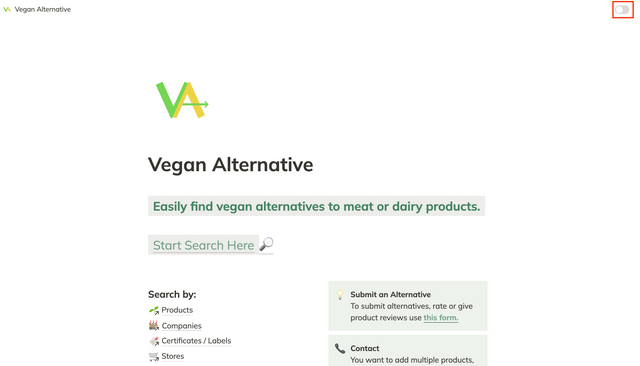 Vegan Alternative
VA
Vegan Alternative
Easily find vegan alternatives to meat or dairy products.
Start Search Here
Search by:
Products
Companies
Certificates / Labels
Stores
Submit an Alternative
To submit alternatives, rate or give
product reviews use this form.
Contact
You want to add multiple products,